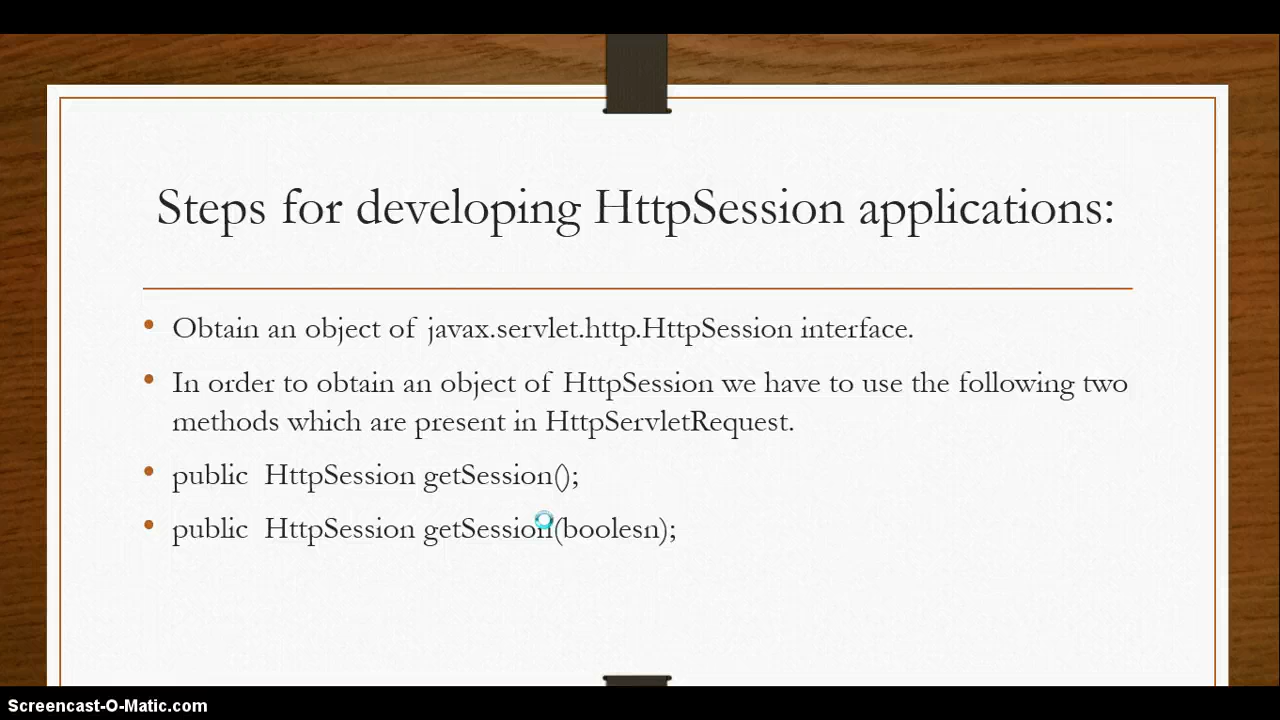 Steps for developing HttpSession applications:
• Obtain an object of javax.servlet.http.HttpSession interface.
• In order to obtain an object of HttpSession we have to use the following two
methods which are present in HttpServletRequest.
• public HttpSession getSession();
• public HttpSession getSession(boolesn);
Screencast-O-Matic.com